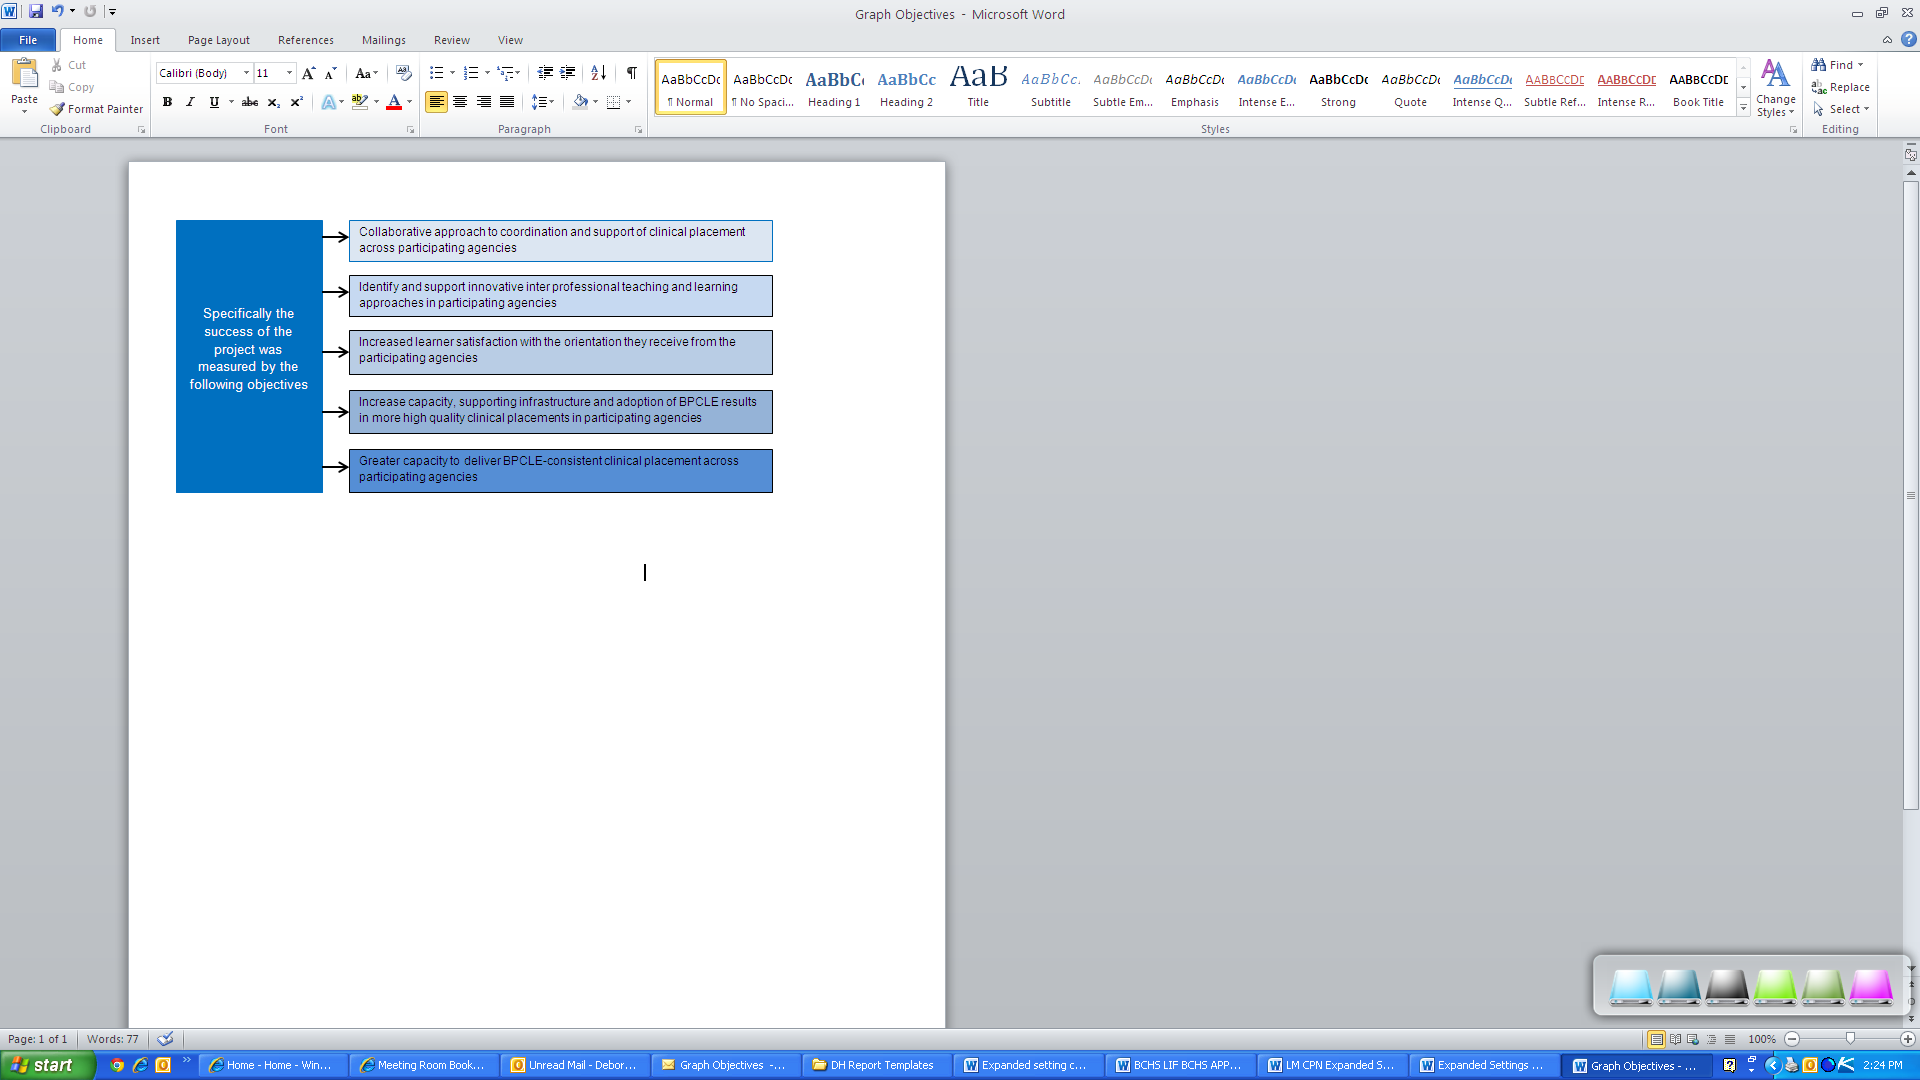 Graph Objectives - Microsoft Word
File Home Insert Page Layout References Mailings Review View
Paste
Cut
Copy
Format Painter
Clipboard
Calibri (Body) 11
Font
Paragraph
AaBbCcDc AaBbCcDc AaBbCc AaBbCc AaB AaBbCc. AaBbCcDc AaBbCcDc AaBbCcDc AaBbCcDc AaBbCcDc AaBbCcDc AABBCCDE AABBCCDE AABBCCDE
¶ Normal ¶ No Spaci... Heading 1 Heading 2 Title Subtitle Subtle Em... Emphasis Intense E... Strong Quote Intense Q... Subtle Ref... Intense R... Book Title
Styles
Change
Styles
Find
Replace
Select
Editing
Specifically the
success of the
project was
measured by the
following objectives
Collaborative approach to coordination and support of clinical placement
across participating agencies
Identify and support innovative inter professional teaching and learning
approaches in participating agencies
Increased learner satisfaction with the orientation they receive from the
participating agencies
Increase capacity, supporting infrastructure and adoption of BPCLE results
in more high quality clinical placements in participating agencies
Greater capacity to deliver BPCLE-consistent clinical placement across
participating agencies
Page: 1 of 1 Words: 77
100%
start
Home - Home - Win...
Meeting Room Book...
Unread Mail - Debor...
Graph Objectives -...
DH Report Templates
Expanded setting c...
BCHS LIF BCHS APP...
LM CPN Expanded S...
Expanded Settings ...
Graph Objectives - ...
2:24 PM